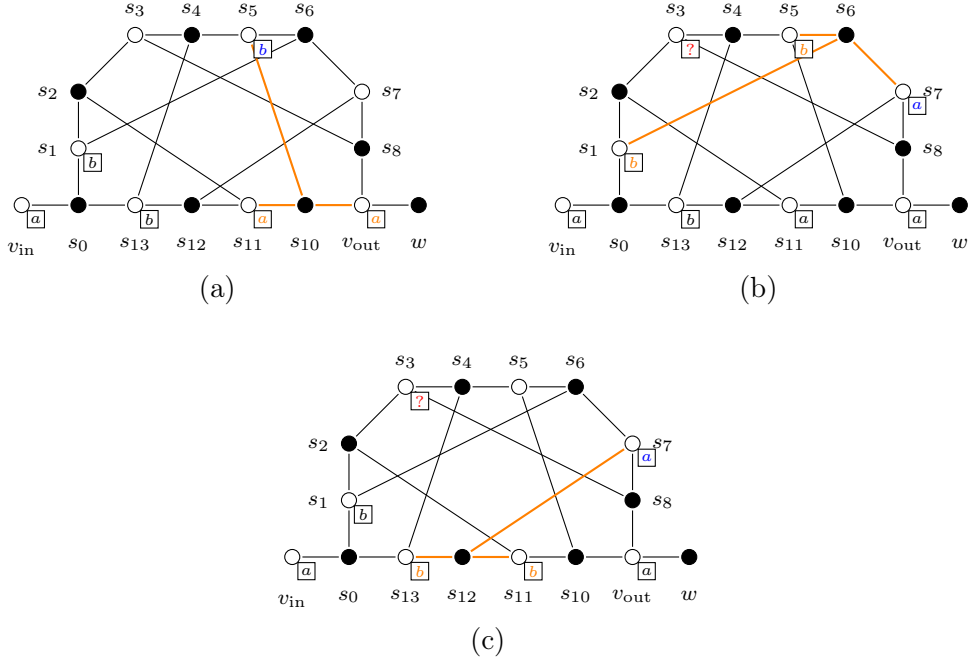 s3 s4 s5 s6 s3 s4 s5 s6
b ? b
s2 s7 s2 s7
a
s1 s8 s1 s8
b b
a b a a a b a a
vin s0 s13 s12 s11 s10 vout w vin s0 s13 s12 s11 s10 vout w
(a) (b)
s3 s4 s5 s6
?
s2 s7
a
s1 s8
b
a b b a
vin s0 s13 s12 s11 s10 vout w
(c)